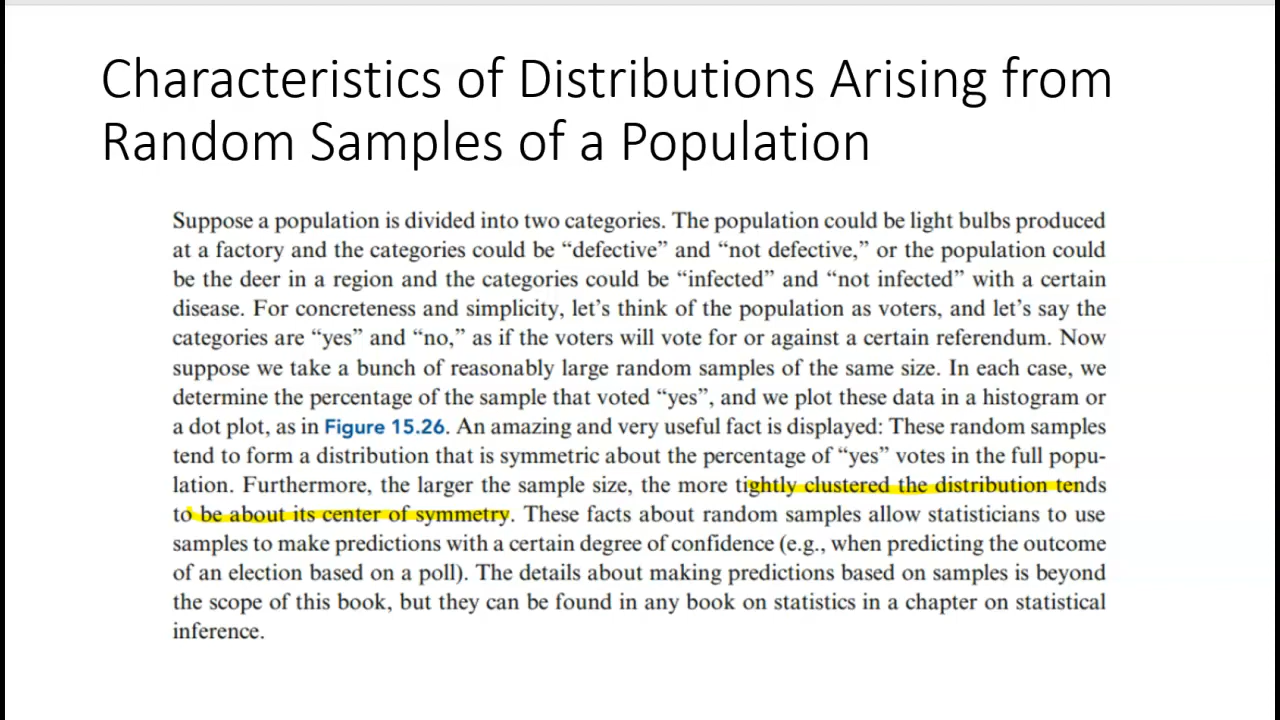 Characteristics of Distributions Arising from
Random Samples of a Population
Suppose a population is divided into two categories. The population could be light bulbs produced
at a factory and the categories could be “defective” and “not defective,” or the population could
be the deer in a region and the categories could be “infected” and “not infected” with a certain
disease. For concreteness and simplicity, let’s think of the population as voters, and let’s say the
categories are “yes” and “no,” as if the voters will vote for or against a certain referendum. Now
suppose we take a bunch of reasonably large random samples of the same size. In each case, we
determine the percentage of the sample that voted “yes”, and we plot these data in a histogram or
a dot plot, as in Figure 15.26. An amazing and very useful fact is displayed: These random samples
tend to form a distribution that is symmetric about the percentage of “yes” votes in the full popu-
lation. Furthermore, the larger the sample size, the more tightly clustered the distribution tends
to be about its center of symmetry. These facts about random samples allow statisticians to use
samples to make predictions with a certain degree of confidence (e.g., when predicting the outcome
of an election based on a poll). The details about making predictions based on samples is beyond
the scope of this book, but they can be found in any book on statistics in a chapter on statistical
inference.